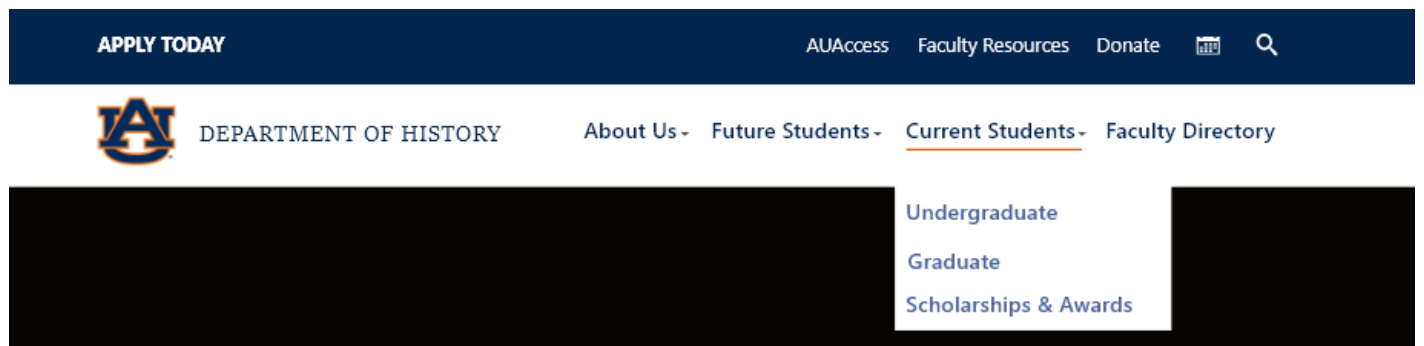 APPLY TODAY AUAccess Faculty Resources Donate
AU DEPARTMENT OF HISTORY About Us Future Students Current Students Faculty Directory
Undergraduate
Graduate
Scholarships & Awards